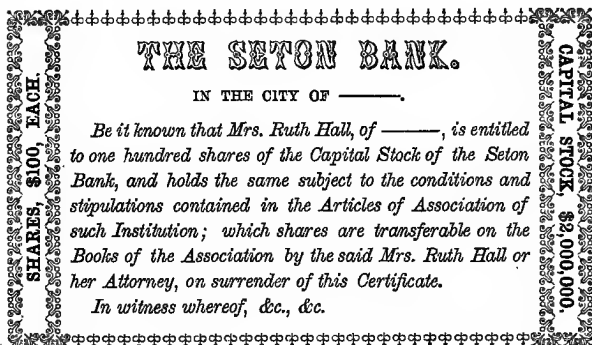 THE SETON BANK.
IN THE CITY OF ———.
Be it known that Mrs. Ruth Hall, of ———, is entitled
to one hundred shares of the Capital Stock of the Seton
Bank, and holds the same subject to the conditions and
stipulations contained in the Articles of Association of
such Institution; which shares are transferable on the
Books of the Association by the said Mrs. Ruth Hall or
her Attorney, on surrender of this Certificate.
In witness whereof, &c., &c.
SHARES, $100, EACH.
CAPITAL STOCK, $2,000,000.